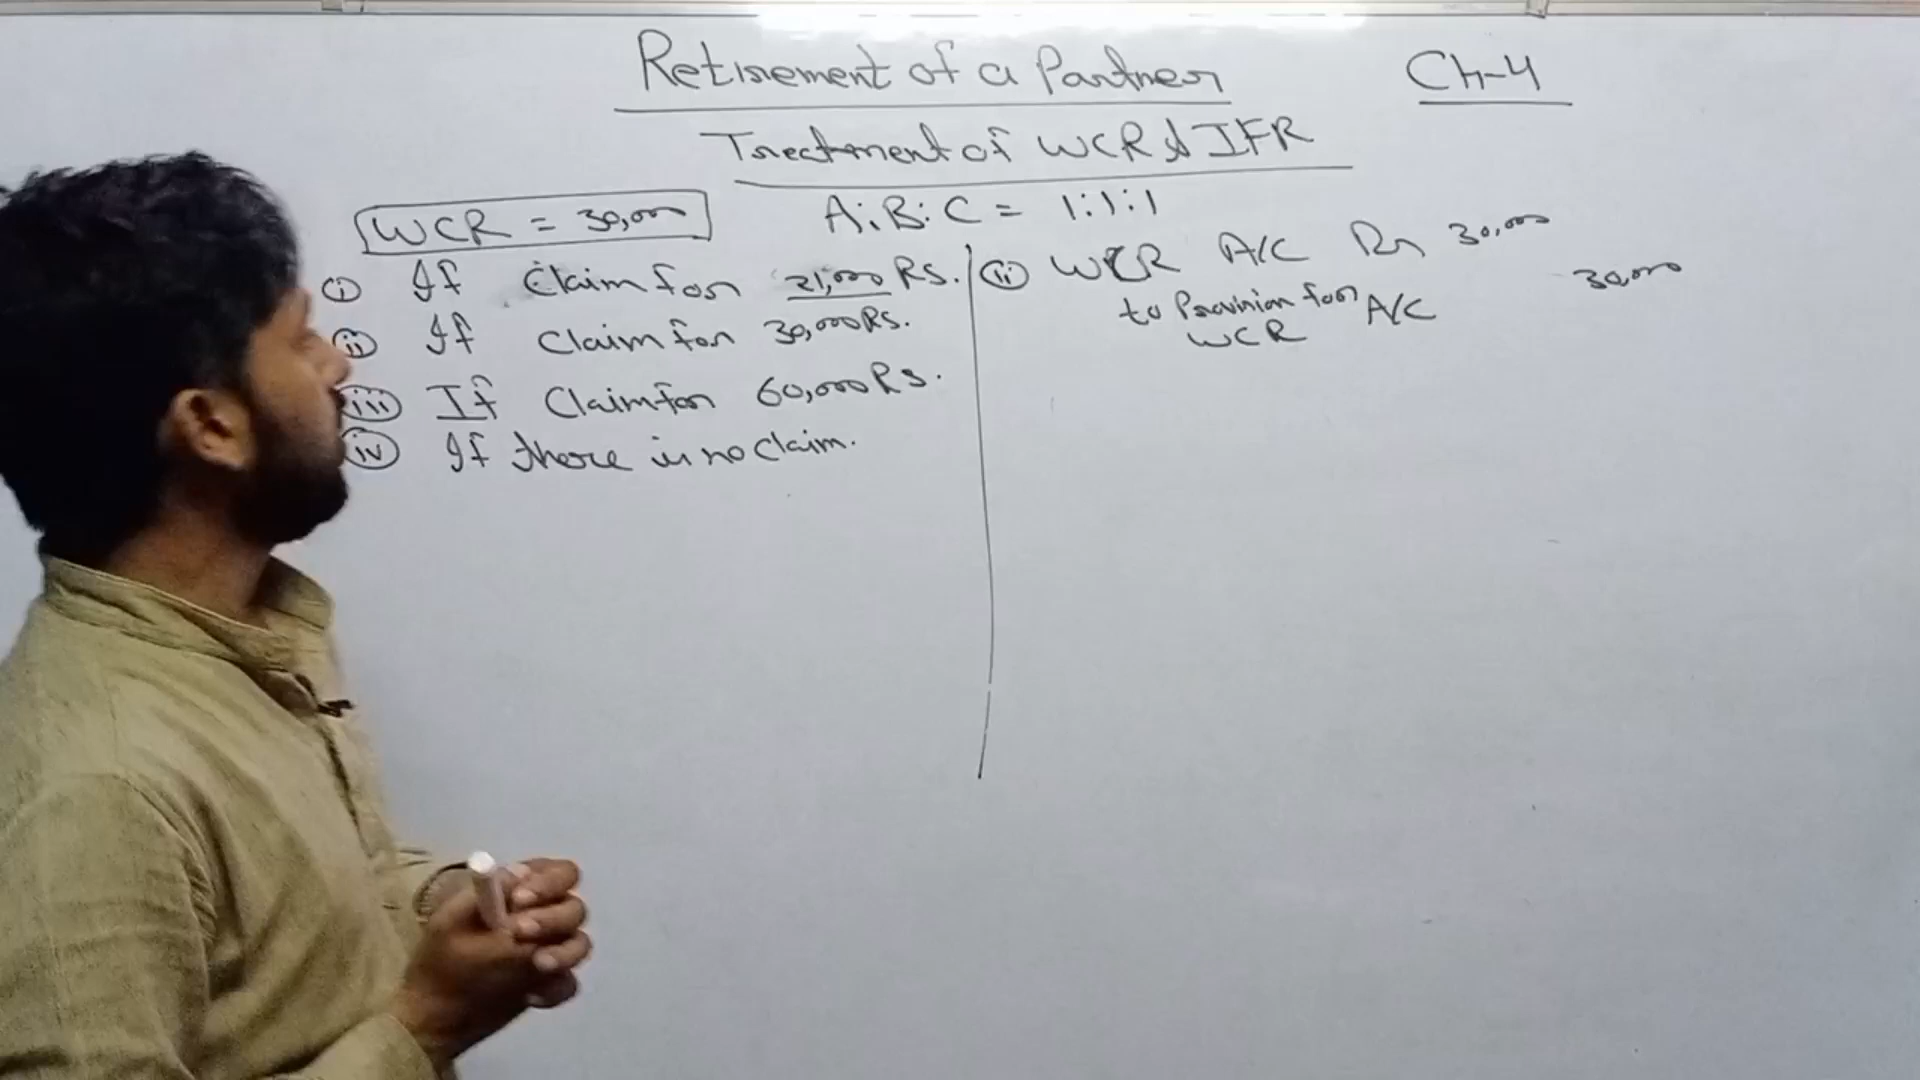 Retirement of a Partner
Ch-4
Treatment of WCR & IFR
WCR = 30,000
A:B:C = 1:1:1
(i) If Claim for 21,000 Rs.
(ii) If Claim for 30,000 Rs.
(iii) If Claim for 60,000 Rs.
(iv) If there is no claim.
(ii) WCR A/C Dr 30,000
to Provision for A/C 30,000
WCR